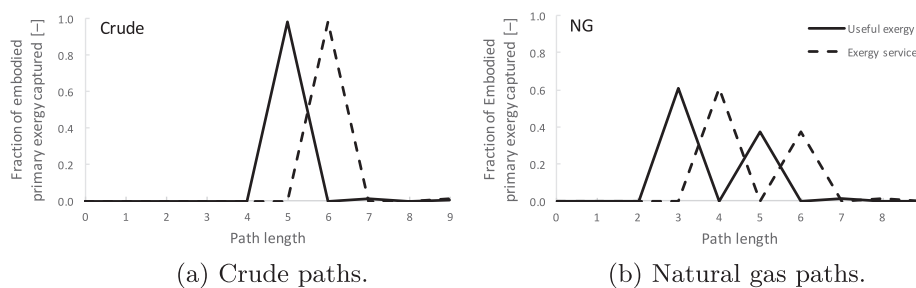 Crude
Fraction of embodied
primary exergy captured [–]
1.0
0.8
0.6
0.4
0.2
0.0
0 1 2 3 4 5 6 7 8 9
Path length
(a) Crude paths.
NG
Useful exergy
Exergy service
Fraction of Embodied
primary exergy captured [–]
1.0
0.8
0.6
0.4
0.2
0.0
0 1 2 3 4 5 6 7 8
Path length
(b) Natural gas paths.